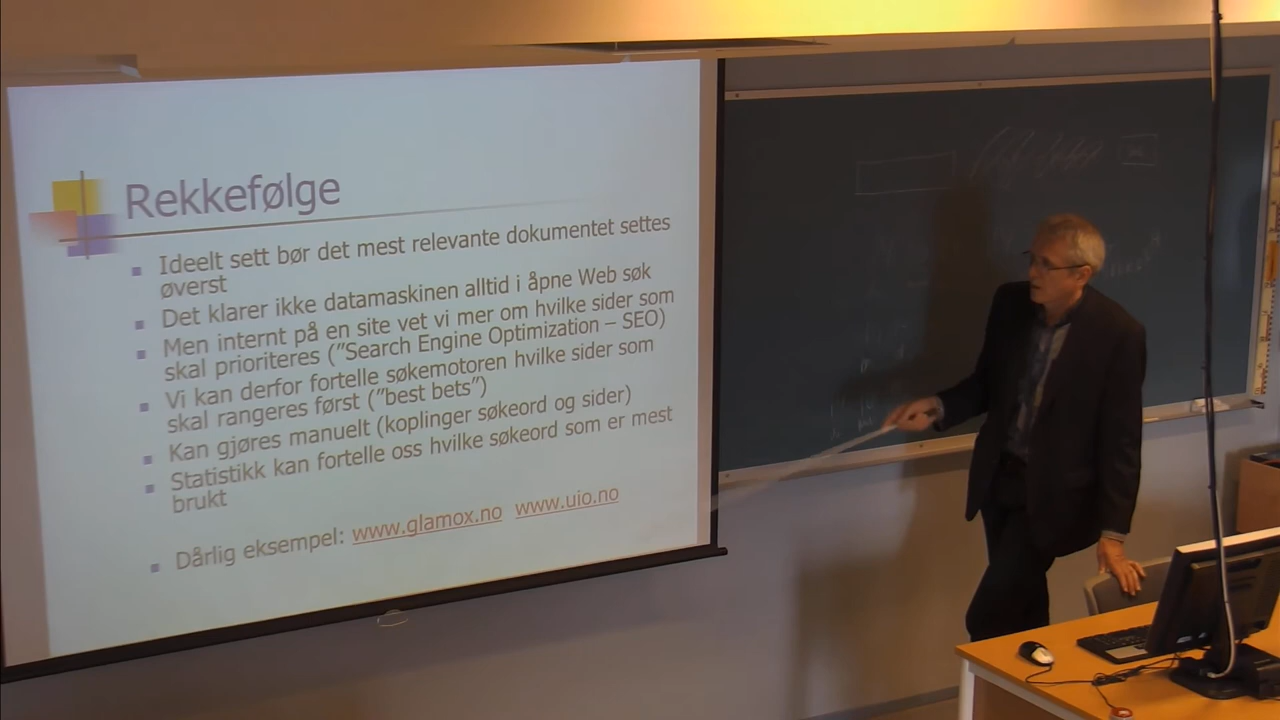 Rekkefølge
Ideelt sett bør det mest relevante dokumentet settes
øverst
Det klarer ikke datamaskinen alltid i åpne Web søk
Men internt på en site vet vi mer om hvilke sider som
skal prioriteres ("Search Engine Optimization – SEO)
Vi kan derfor fortelle søkemotoren hvilke sider som
skal rangeres først ("best bets")
Kan gjøres manuelt (koplinger søkeord og sider)
Statistikk kan fortelle oss hvilke søkeord som er mest
brukt
Dårlig eksempel: www.glamox.no www.uio.no